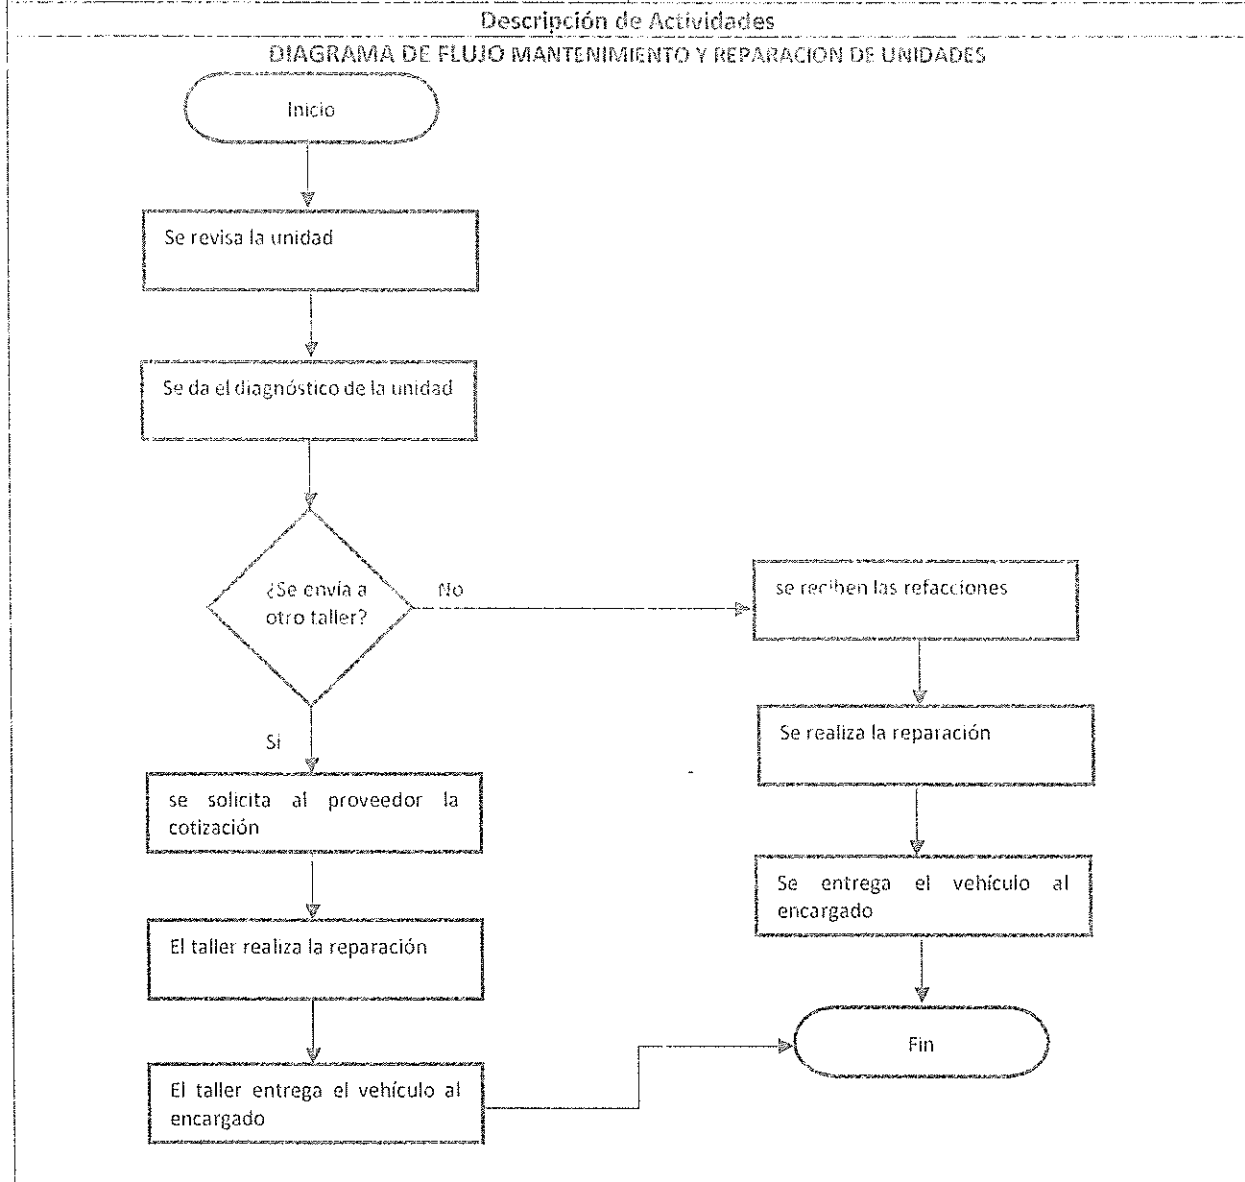 Descripción de Actividades
DIAGRAMA DE FLUJO MANTENIMIENTO Y REPARACION DE UNIDADES
Inicio
Se revisa la unidad
Se da el diagnóstico de la unidad
¿Se envía a
otro taller?
No
Si
se solicita al proveedor la
cotización
El taller realiza la reparación
El taller entrega el vehículo al
encargado
se reciben las refacciones
Se realiza la reparación
Se entrega el vehículo al
encargado
Fin